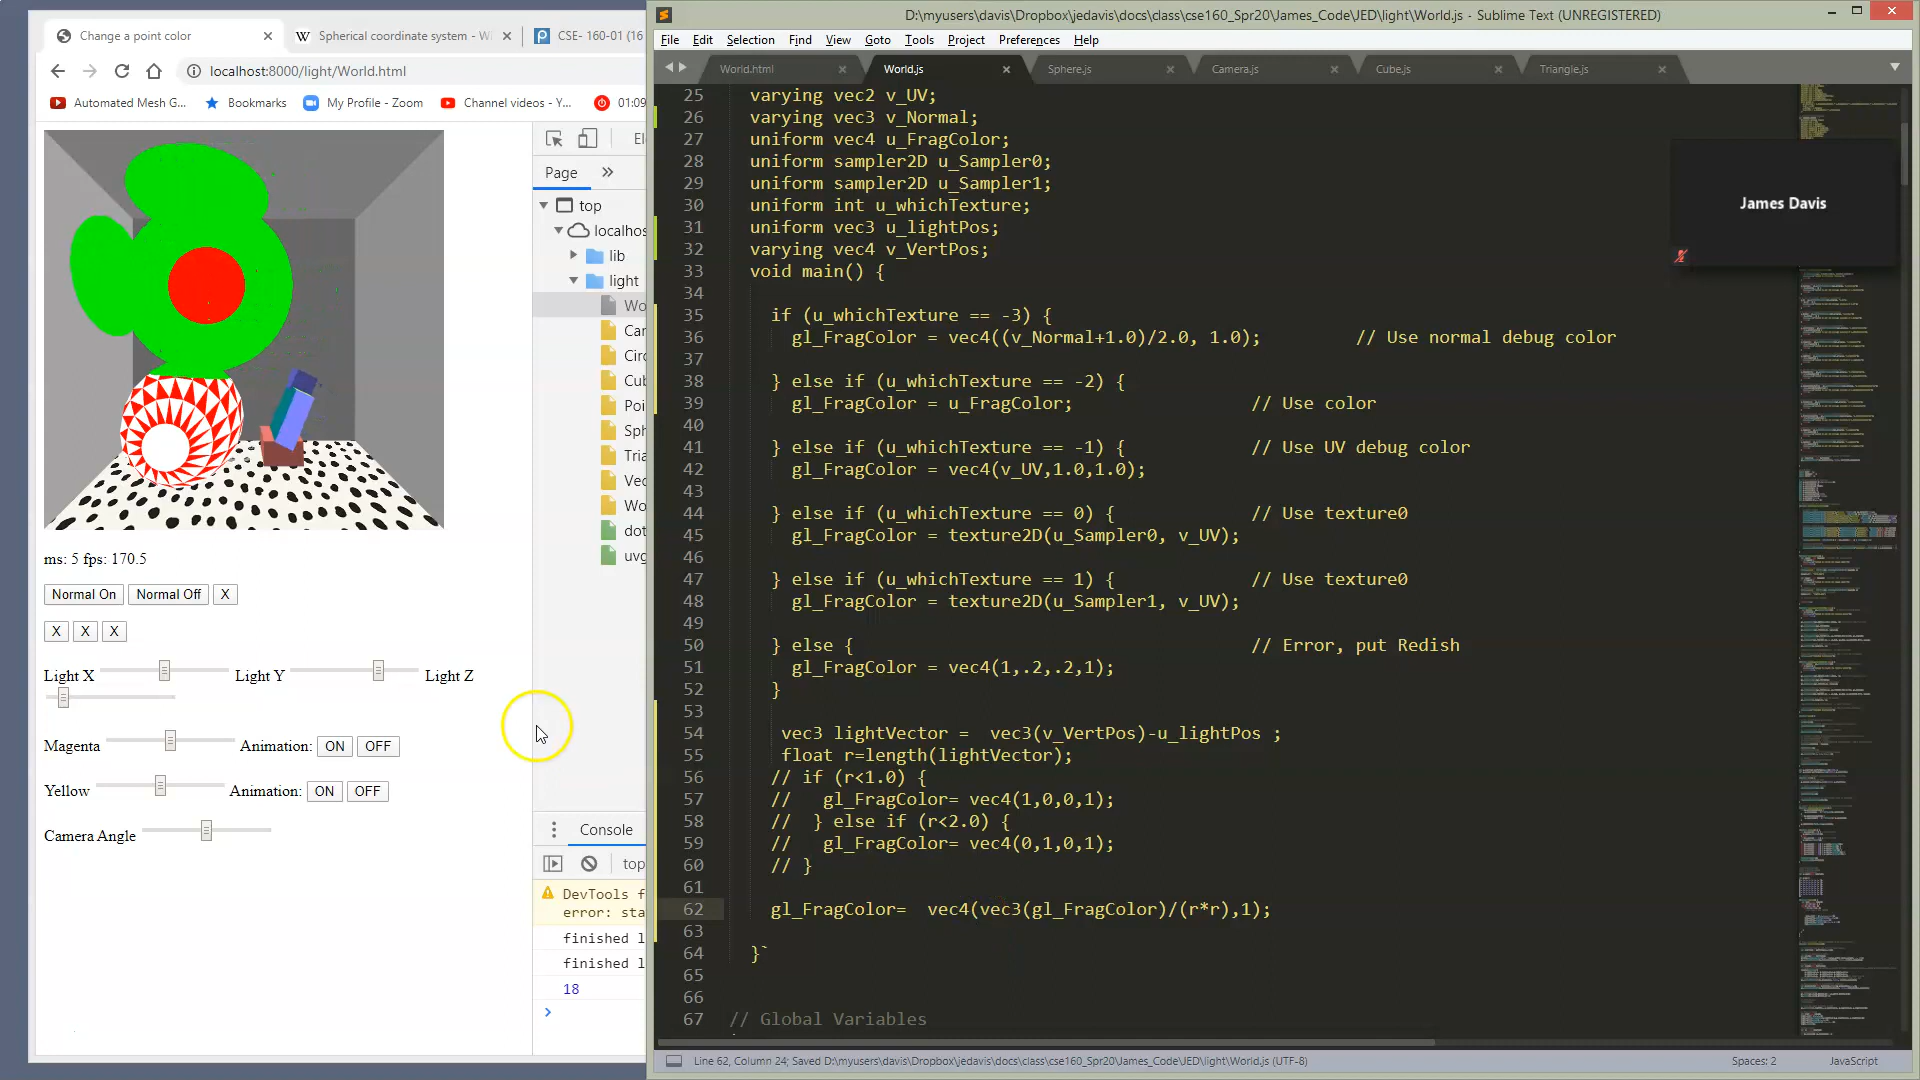 Change a point color
Spherical coordinate system - Wi
CSE- 160-01 (16
localhost:8000/light/World.html
Automated Mesh G...
Bookmarks
My Profile - Zoom
Channel videos - Y...
01:09
Page
top
localhos
lib
light
Wo
Car
Circ
Cub
Poi
Sph
Tria
Vec
Wo
dot
uvg
ms: 5 fps: 170.5
Normal On
Normal Off
X
X
X
X
Light X
Light Y
Light Z
Magenta
Animation:
ON
OFF
Yellow
Animation:
ON
OFF
Camera Angle
Console
top
DevTools f
error: sta
finished l
finished l
18
D:\myusers\davis\Dropbox\jedavis\docs\class\cse160_Spr20\James_Code\JED\light\World.js - Sublime Text (UNREGISTERED)
File Edit Selection Find View Goto Tools Project Preferences Help
World.html
World.js
Sphere.js
Camera.js
Cube.js
Triangle.js
25 varying vec2 v_UV;
26 varying vec3 v_Normal;
27 uniform vec4 u_FragColor;
28 uniform sampler2D u_Sampler0;
29 uniform sampler2D u_Sampler1;
30 uniform int u_whichTexture;
31 uniform vec3 u_lightPos;
32 varying vec4 v_VertPos;
33 void main() {
34
35 if (u_whichTexture == -3) {
36 gl_FragColor = vec4((v_Normal+1.0)/2.0, 1.0); // Use normal debug color
37
38 } else if (u_whichTexture == -2) {
39 gl_FragColor = u_FragColor; // Use color
40
41 } else if (u_whichTexture == -1) { // Use UV debug color
42 gl_FragColor = vec4(v_UV,1.0,1.0);
43
44 } else if (u_whichTexture == 0) { // Use texture0
45 gl_FragColor = texture2D(u_Sampler0, v_UV);
46
47 } else if (u_whichTexture == 1) { // Use texture0
48 gl_FragColor = texture2D(u_Sampler1, v_UV);
49
50 } else { // Error, put Redish
51 gl_FragColor = vec4(1,.2,.2,1);
52 }
53
54 vec3 lightVector = vec3(v_VertPos)-u_lightPos ;
55 float r=length(lightVector);
56 // if (r<1.0) {
57 // gl_FragColor= vec4(1,0,0,1);
58 // } else if (r<2.0) {
59 // gl_FragColor= vec4(0,1,0,1);
60 // }
61
62 gl_FragColor= vec4(vec3(gl_FragColor)/(r*r),1);
63
64 }`
65
66
67 // Global Variables
James Davis
Line 62, Column 24; Saved D:\myusers\davis\Dropbox\jedavis\docs\class\cse160_Spr20\James_Code\JED\light\World.js (UTF-8)
Spaces: 2
JavaScript